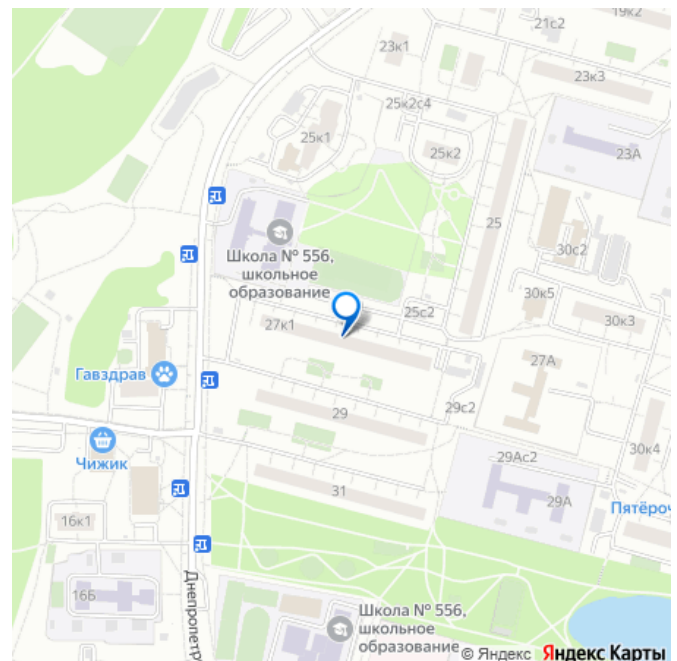 19к2
21с2
23к1
23к3
25к2с4
25к1
25к2
23А
25
Школа № 556,
школьное
образование
30с2
30к5
30к3
25с2
27к1
27А
Гавздрав
29с2
29
30к4
Чижик
29Ас2
31
29А
Пятёроч
16к1
16Б
Днепропетр
Школа № 556,
школьное
образование
© Яндекс Яндекс Карты